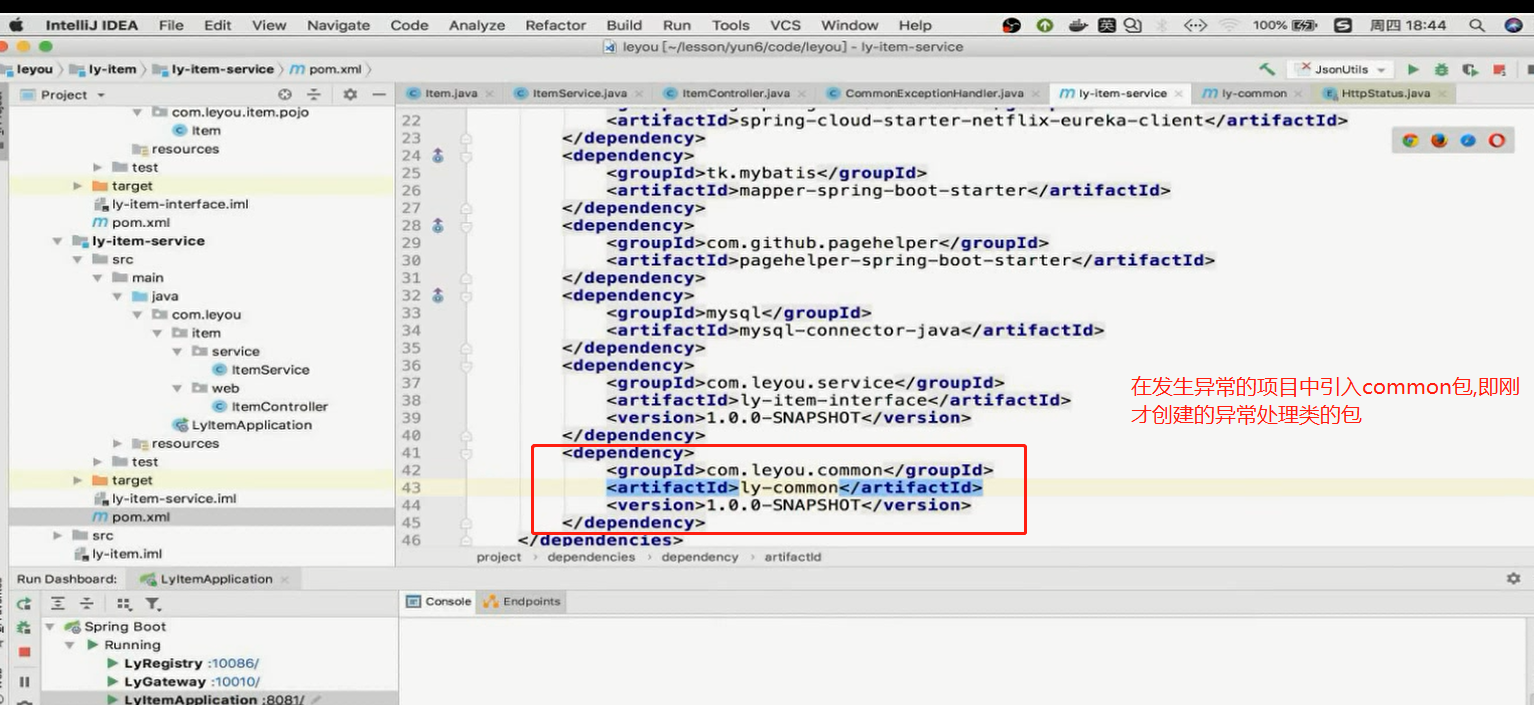 IntelliJ IDEA File Edit View Navigate Code Analyze Refactor Build Run Tools VCS Window Help 英 100% 周四 18:44
leyou [~/lesson/yun6/code/leyou] - ly-item-service
leyou ly-item ly-item-service pom.xml JsonUtils
Project
Item.java ItemService.java ItemController.java CommonExceptionHandler.java ly-item-service ly-common HttpStatus.java
com.leyou.item.pojo
Item
resources
test
target
ly-item-interface.iml
pom.xml
ly-item-service
src
main
java
com.leyou
item
service
ItemService
web
ItemController
LyItemApplication
resources
test
target
ly-item-service.iml
pom.xml
src
ly-item.iml
22 <artifactId>spring-cloud-starter-netflix-eureka-client</artifactId>
23 </dependency>
24 <dependency>
25 <groupId>tk.mybatis</groupId>
26 <artifactId>mapper-spring-boot-starter</artifactId>
27 </dependency>
28 <dependency>
29 <groupId>com.github.pagehelper</groupId>
30 <artifactId>pagehelper-spring-boot-starter</artifactId>
31 </dependency>
32 <dependency>
33 <groupId>mysql</groupId>
34 <artifactId>mysql-connector-java</artifactId>
35 </dependency>
36 <dependency>
37 <groupId>com.leyou.service</groupId>
38 <artifactId>ly-item-interface</artifactId>
39 <version>1.0.0-SNAPSHOT</version>
40 </dependency>
41 <dependency>
42 <groupId>com.leyou.common</groupId>
43 <artifactId>ly-common</artifactId>
44 <version>1.0.0-SNAPSHOT</version>
45 </dependency>
46 </dependencies>
在发生异常的项目中引入common包,即刚
才创建的异常处理类的包
project › dependencies › dependency › artifactId
Run Dashboard: LyItemApplication
Console Endpoints
Spring Boot
Running
LyRegistry :10086/
LyGateway :10010/
LyItemApplication :8081/